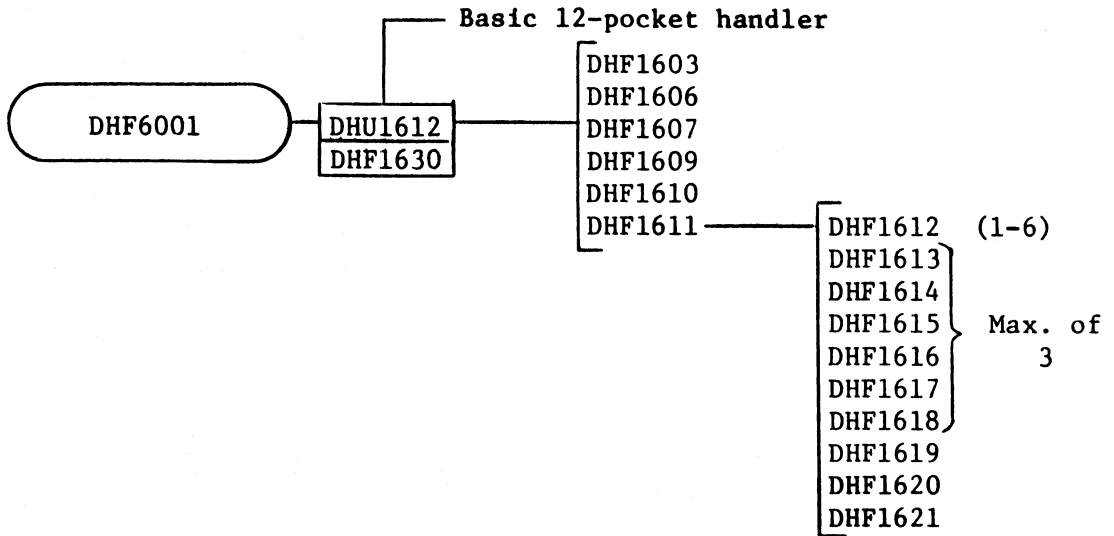 Basic 12-pocket handler
DHF6001
DHU1612
DHF1630
DHF1603
DHF1606
DHF1607
DHF1609
DHF1610
DHF1611
DHF1612 (1-6)
DHF1613
DHF1614
DHF1615
DHF1616
DHF1617
DHF1618
Max. of
3
DHF1619
DHF1620
DHF1621